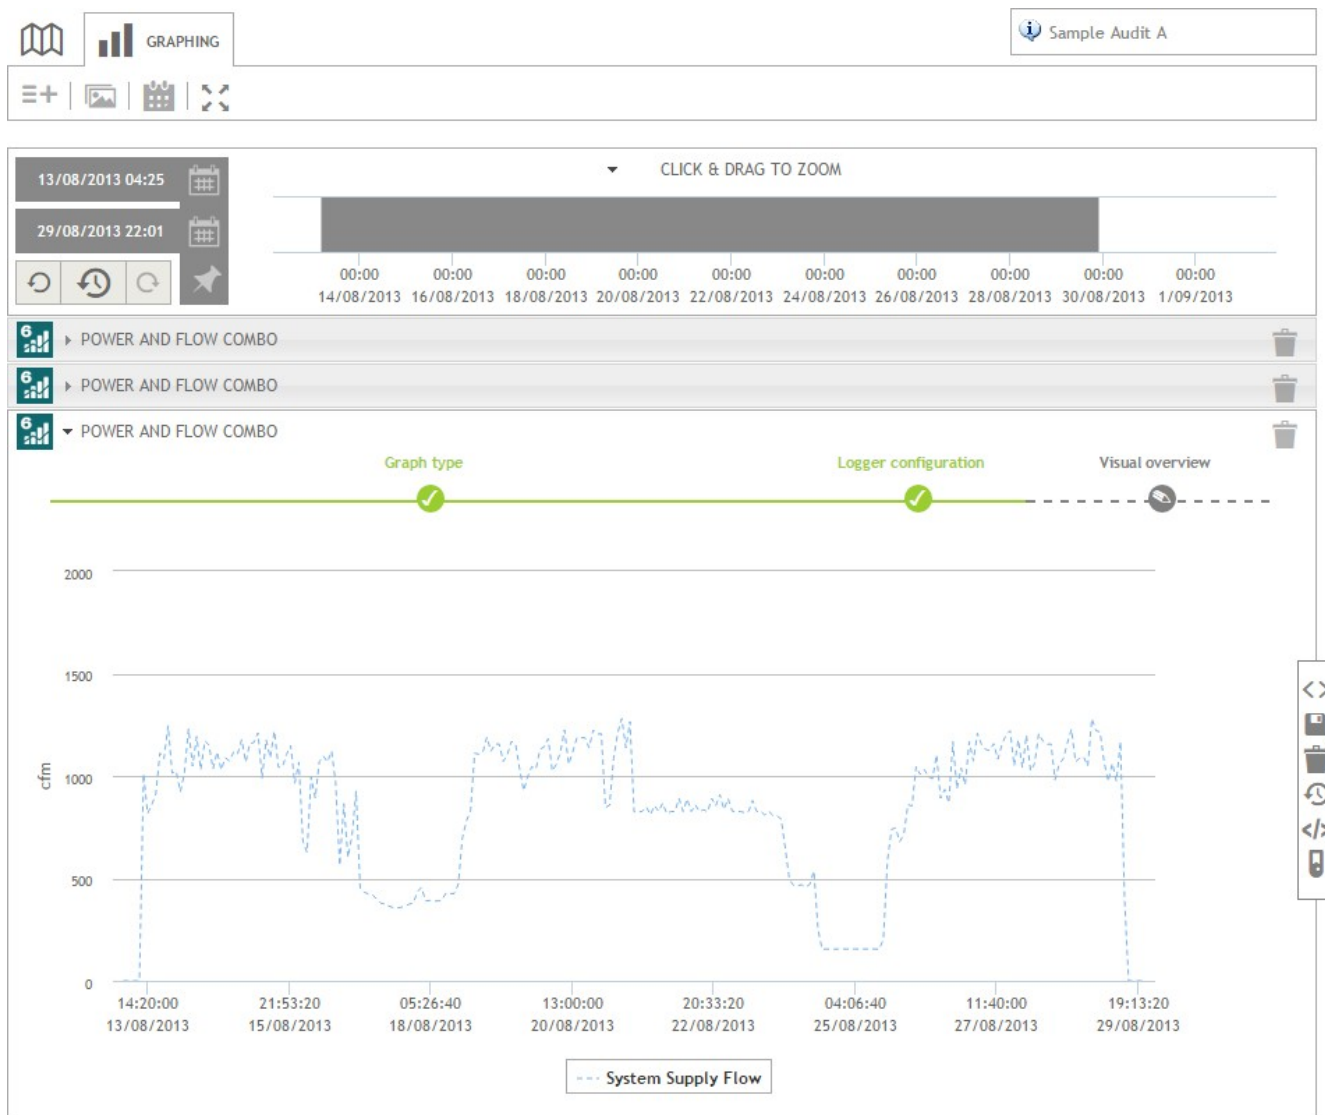 GRAPHING
Sample Audit A
13/08/2013 04:25
29/08/2013 22:01
CLICK & DRAG TO ZOOM
00:00 00:00 00:00 00:00 00:00 00:00 00:00 00:00 00:00 00:00
14/08/2013 16/08/2013 18/08/2013 20/08/2013 22/08/2013 24/08/2013 26/08/2013 28/08/2013 30/08/2013 1/09/2013
6 POWER AND FLOW COMBO
6 POWER AND FLOW COMBO
6 POWER AND FLOW COMBO
Graph type Logger configuration Visual overview
2000
1500
1000
cfm
500
0
14:20:00 21:53:20 05:26:40 13:00:00 20:33:20 04:06:40 11:40:00 19:13:20
13/08/2013 15/08/2013 18/08/2013 20/08/2013 22/08/2013 25/08/2013 27/08/2013 29/08/2013
System Supply Flow